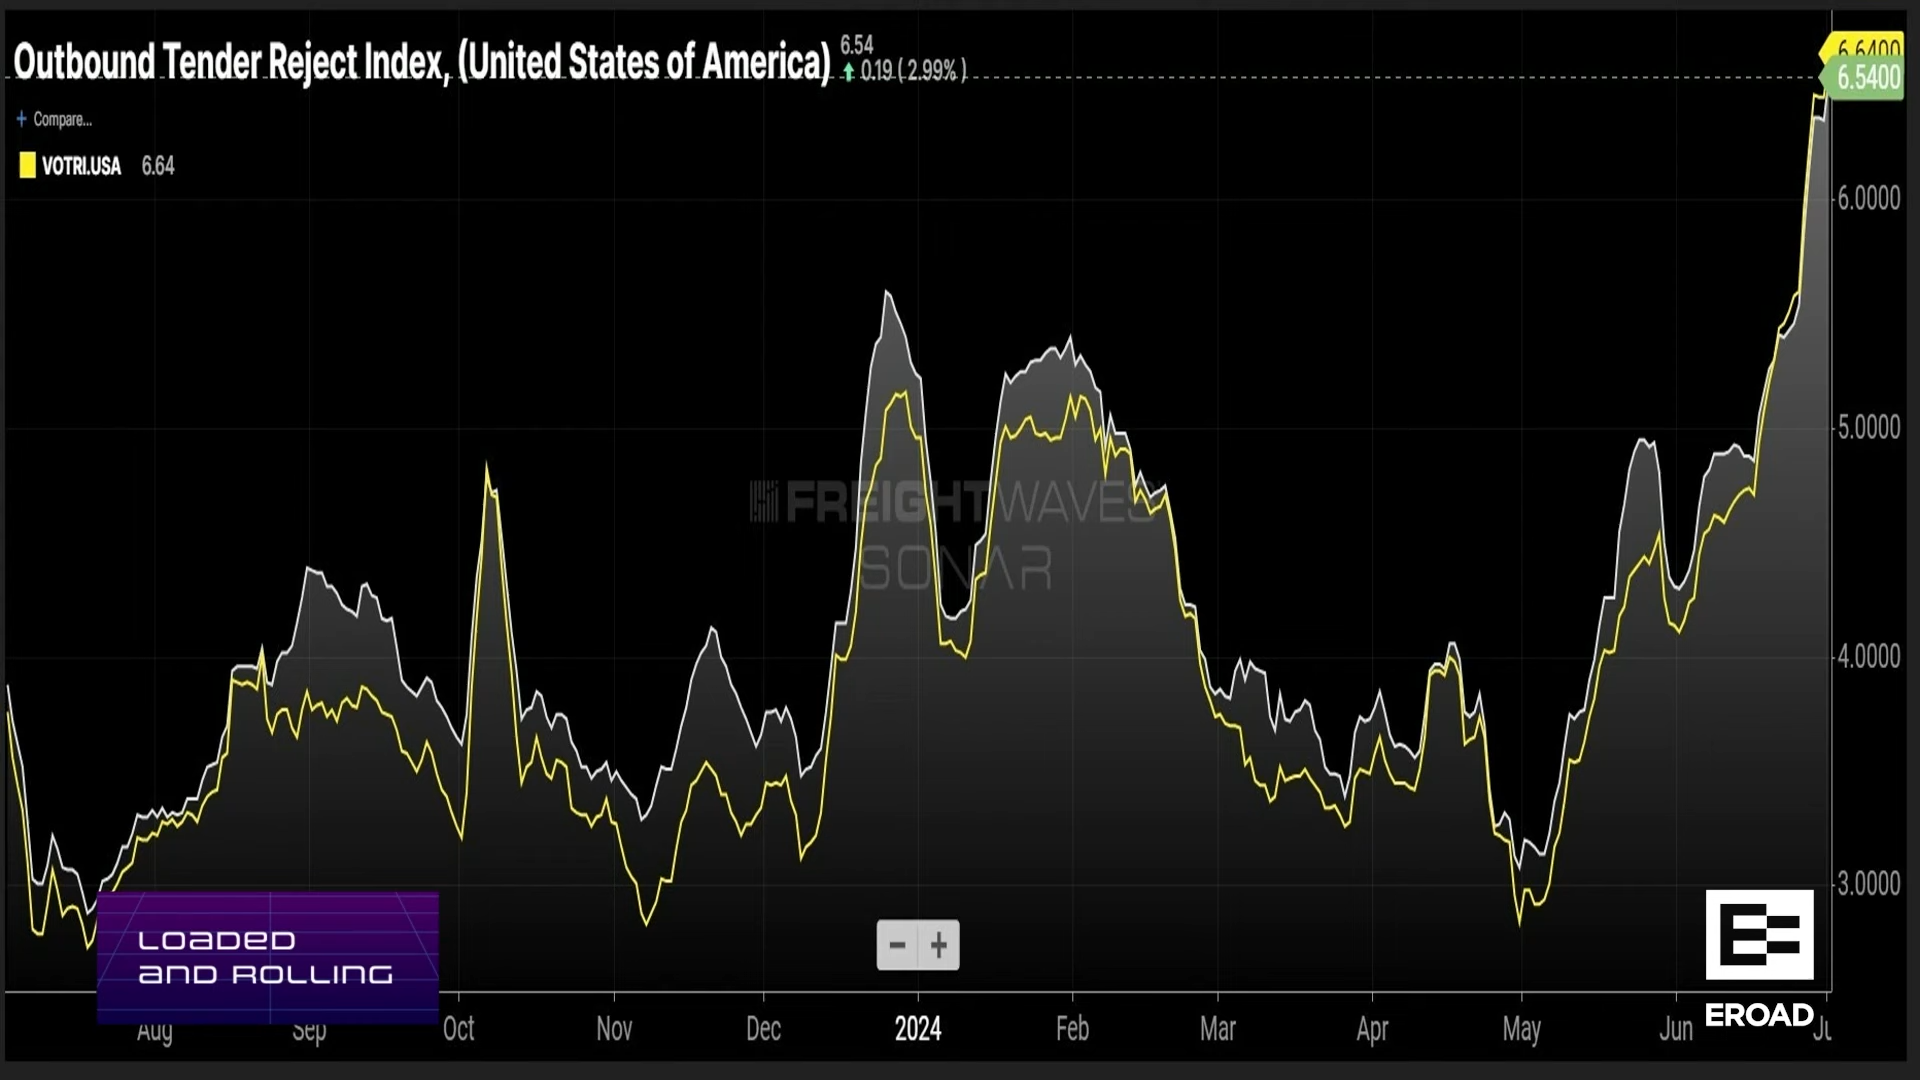 Outbound Tender Reject Index, (United States of America)
6.54
0.19 ( 2.99% )
+ Compare...
VOTRI.USA 6.64
6.6400
6.5400
6.0000
5.0000
4.0000
3.0000
FREIGHTWAVES
SONAR
LOADED
AND ROLLING
− +
EROAD
Aug Sep Oct Nov Dec 2024 Feb Mar Apr May Jun